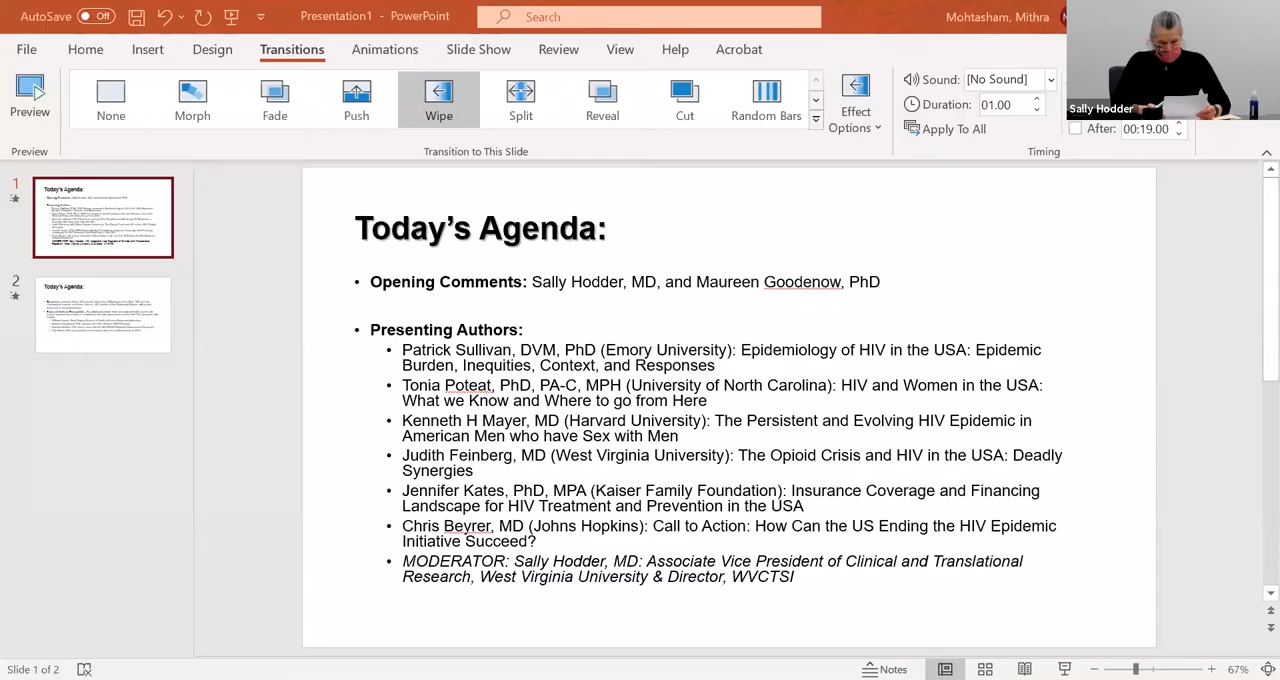 AutoSave Off Presentation1 - PowerPoint Search Mohtasham, Mithra
File Home Insert Design Transitions Animations Slide Show Review View Help Acrobat
Preview None Morph Fade Push Wipe Split Reveal Cut Random Bars Effect Options
Sound: [No Sound]
Duration: 01.00
Apply To All
After: 00:19.00
Preview Transition to This Slide Timing
Sally Hodder
1
Today's Agenda:
2
Today's Agenda:
Today's Agenda:
• Opening Comments: Sally Hodder, MD, and Maureen Goodenow, PhD
• Presenting Authors:
• Patrick Sullivan, DVM, PhD (Emory University): Epidemiology of HIV in the USA: Epidemic
Burden, Inequities, Context, and Responses
• Tonia Poteat, PhD, PA-C, MPH (University of North Carolina): HIV and Women in the USA:
What we Know and Where to go from Here
• Kenneth H Mayer, MD (Harvard University): The Persistent and Evolving HIV Epidemic in
American Men who have Sex with Men
• Judith Feinberg, MD (West Virginia University): The Opioid Crisis and HIV in the USA: Deadly
Synergies
• Jennifer Kates, PhD, MPA (Kaiser Family Foundation): Insurance Coverage and Financing
Landscape for HIV Treatment and Prevention in the USA
• Chris Beyrer, MD (Johns Hopkins): Call to Action: How Can the US Ending the HIV Epidemic
Initiative Succeed?
• MODERATOR: Sally Hodder, MD: Associate Vice President of Clinical and Translational
Research, West Virginia University & Director, WVCTSI
Slide 1 of 2 Notes 67%